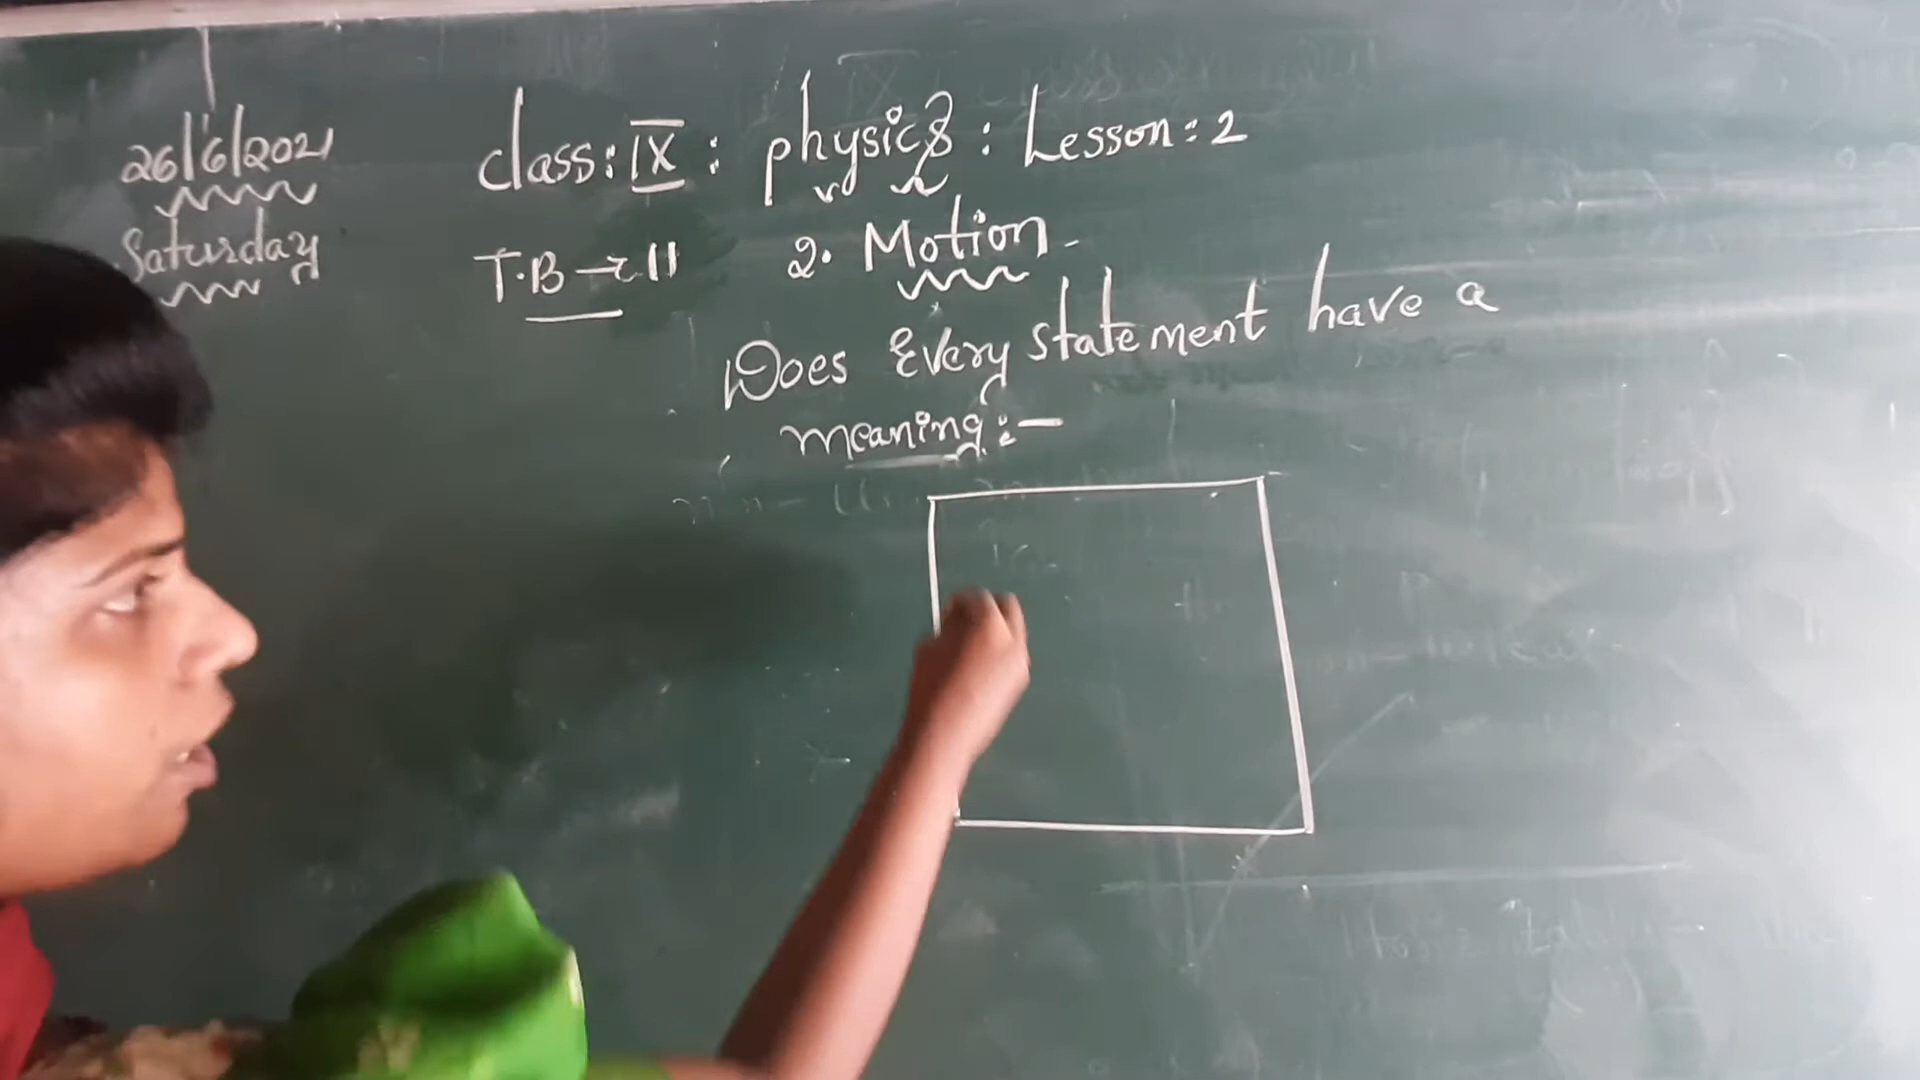 26/6/2021
Saturday
class: IX : physics : Lesson: 2
T.B → 11
2. Motion -
Does Every statement have a
meaning:-